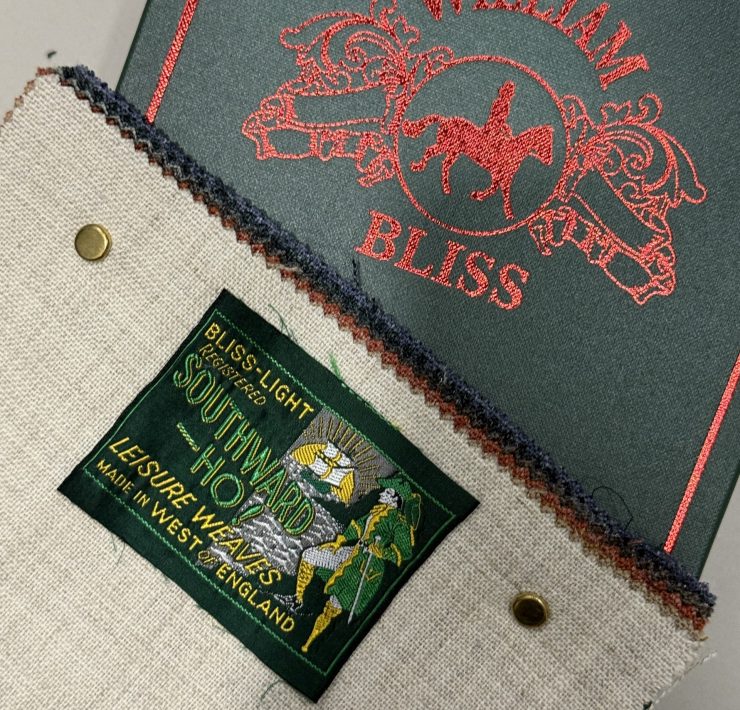 WILLIAM
BLISS
BLISS-LIGHT
REGISTERED
SOUTHWARD
-HO!
LEISURE WEAVES
MADE IN WEST of ENGLAND